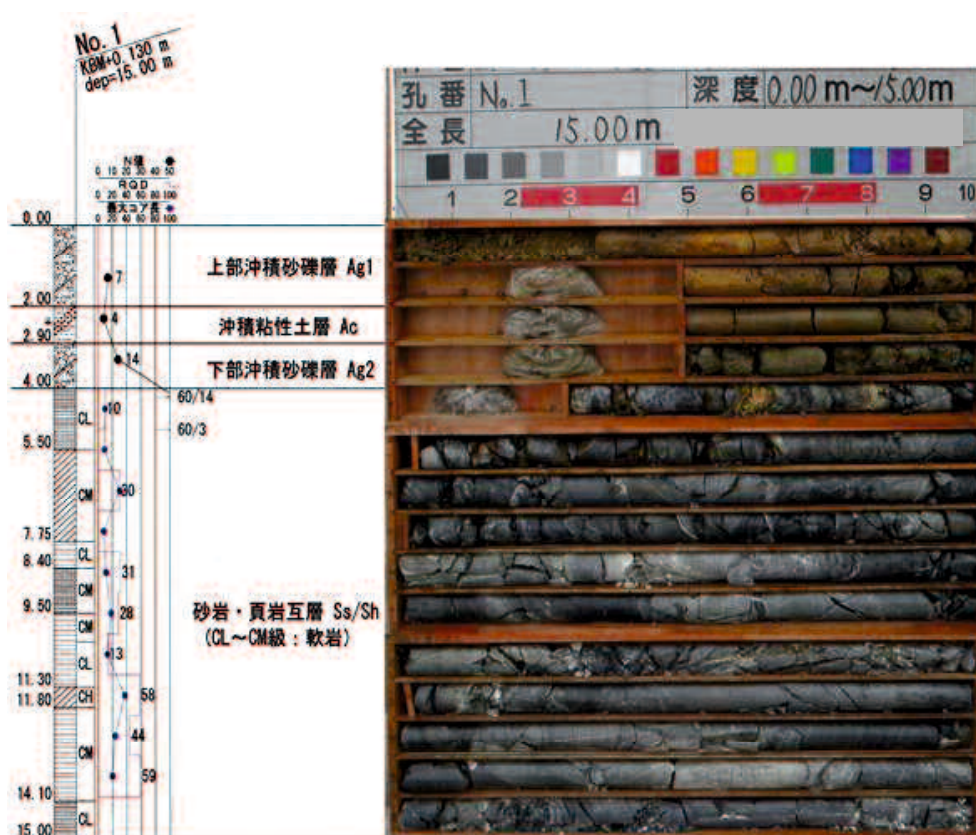 No. 1
KBM+0.130 m
dep=15.00 m
N値
0 10 20 30 40 50
RQD
0 20 40 60 80 100
最大コア長
0 20 40 60 80 100
孔番 No.1 深度 0.00 m~15.00m
全長 15.00 m
1 2 3 4 5 6 7 8 9 10
0.00
7
上部沖積砂礫層 Ag1
2.00
4
沖積粘性土層 Ac
2.90
14
下部沖積砂礫層 Ag2
4.00
60/14
CL
10
60/3
5.50
CM
30
7.75
CL
8.40
31
CM
9.50
28
砂岩・頁岩互層 Ss/Sh
CM
(CL~CM級:軟岩)
13
CL
11.30
CH
58
11.80
44
CM
59
14.10
CL
15.00